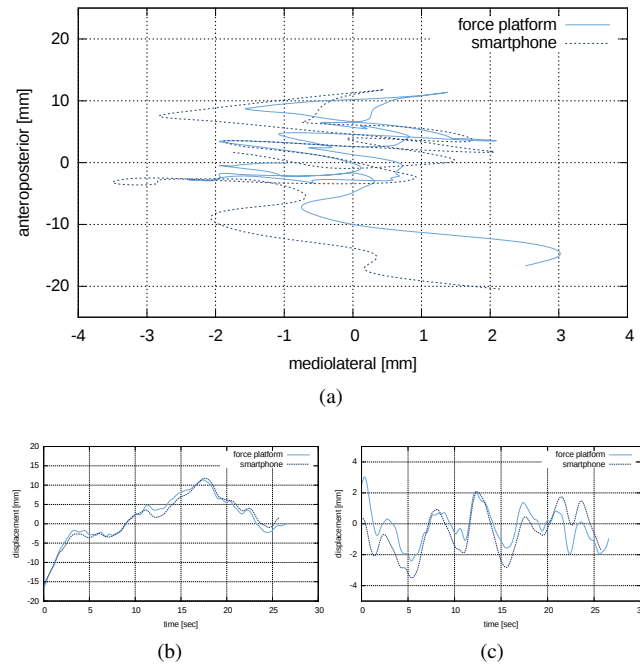 force platform
smartphone
20
10
0
-10
-20
anteroposterior [mm]
-4 -3 -2 -1 0 1 2 3 4
mediolateral [mm]
(a)
20
15
10
5
0
-5
-10
-15
-20
displacement [mm]
force platform
smartphone
0 5 10 15 20 25 30
time [sec]
(b)
4
2
0
-2
-4
displacement [mm]
force platform
smartphone
0 5 10 15 20 25 30
time [sec]
(c)